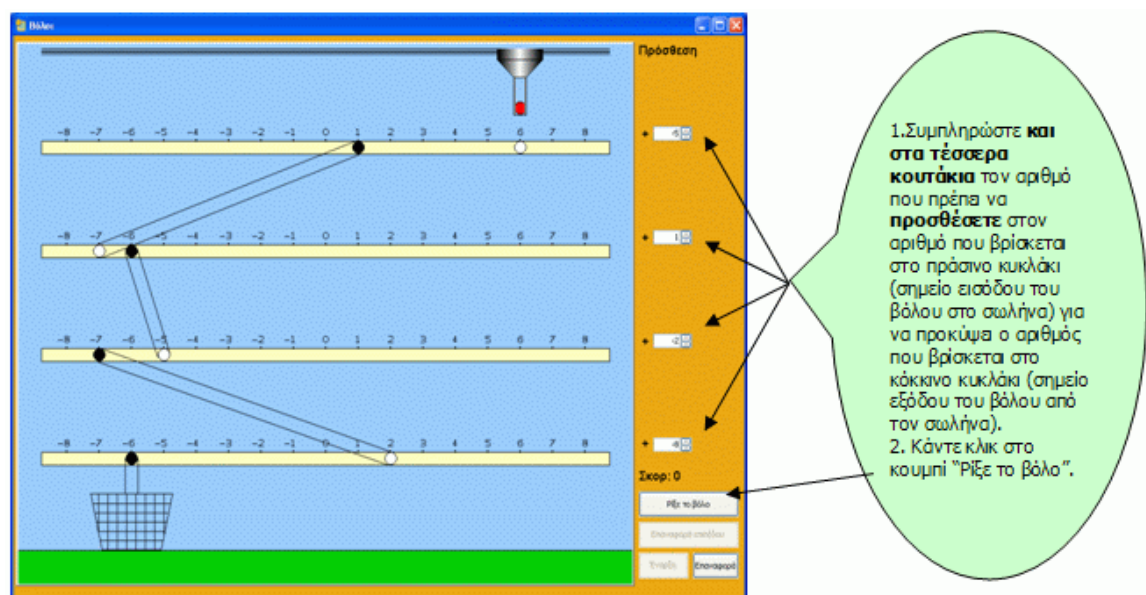 Βόλος
Πρόσθεση
-8 -7 -6 -5 -4 -3 -2 -1 0 1 2 3 4 5 6 7 8
+ -5
-8 -7 -6 -5 -4 -3 -2 -1 0 1 2 3 4 5 6 7 8
+ 1
-8 -7 -6 -5 -4 -3 -2 -1 0 1 2 3 4 5 6 7 8
+ -2
-8 -7 -6 -5 -4 -3 -2 -1 0 1 2 3 4 5 6 7 8
+ -8
Σκορ: 0
Ρίξε το βόλο
Επαναφορά επιπέδου
Έναρξη
Επαναφορά
1.Συμπληρώστε και
στα τέσσερα
κουτάκια τον αριθμό
που πρέπει να
προσθέσετε στον
αριθμό που βρίσκεται
στο πράσινο κυκλάκι
(σημείο εισόδου του
βόλου στο σωλήνα) για
να προκύψει ο αριθμός
που βρίσκεται στο
κόκκινο κυκλάκι (σημείο
εξόδου του βόλου από
τον σωλήνα).
2. Κάντε κλικ στο
κουμπί "Ρίξε το βόλο".